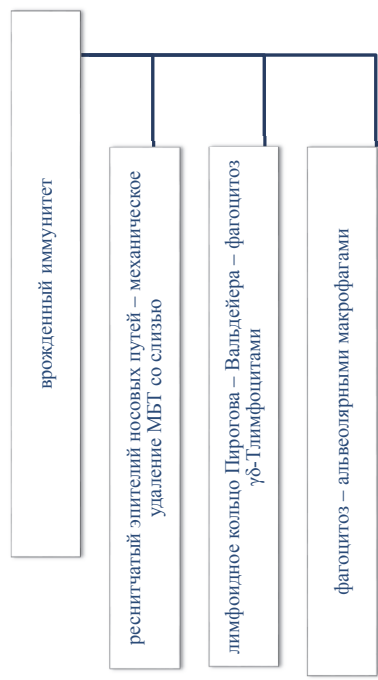 врожденный иммунитет
реснитчатый эпителий носовых путей – механическое
удаление МБТ со слизью
лимфоидное кольцо Пирогова – Вальдейера – фагоцитоз
γδ-Тлимфоцитами
фагоцитоз – альвеолярными макрофагами